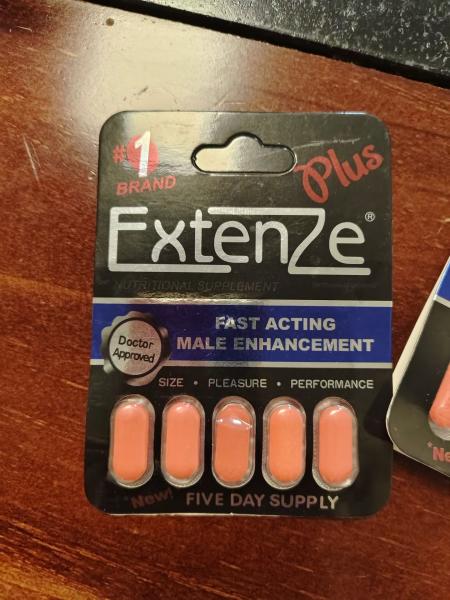 #1
BRAND
Plus
ExtenZe®
NUTRITIONAL SUPPLEMENT
FAST ACTING
MALE ENHANCEMENT
Doctor
Approved
SIZE • PLEASURE • PERFORMANCE
New!
FIVE DAY SUPPLY
*Ne